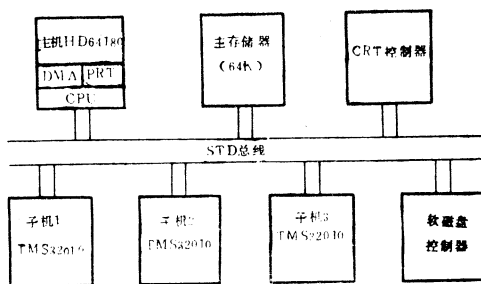 主机HD64180
DMA PRT
CPU
主存储器
(64k)
CRT控制器
STD总线
子机1
TMS32010
子机2
TMS32010
子机3
TMS32010
软磁盘
控制器